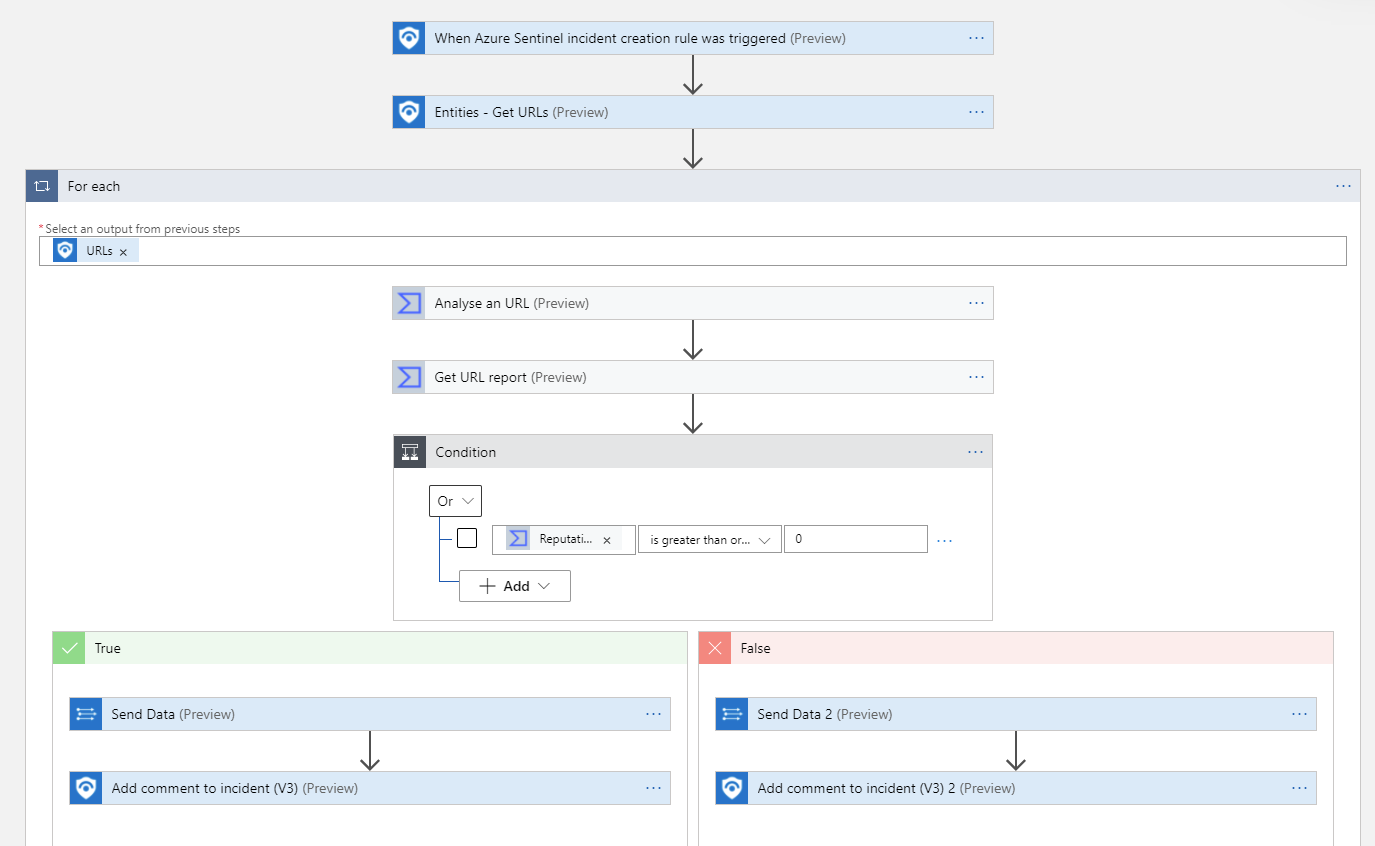 When Azure Sentinel incident creation rule was triggered (Preview)
Entities - Get URLs (Preview)
For each
*Select an output from previous steps
URLs
Analyse an URL (Preview)
Get URL report (Preview)
Condition
Or
Reputati... is greater than or... 0
Add
True
False
Send Data (Preview)
Send Data 2 (Preview)
Add comment to incident (V3) (Preview)
Add comment to incident (V3) 2 (Preview)